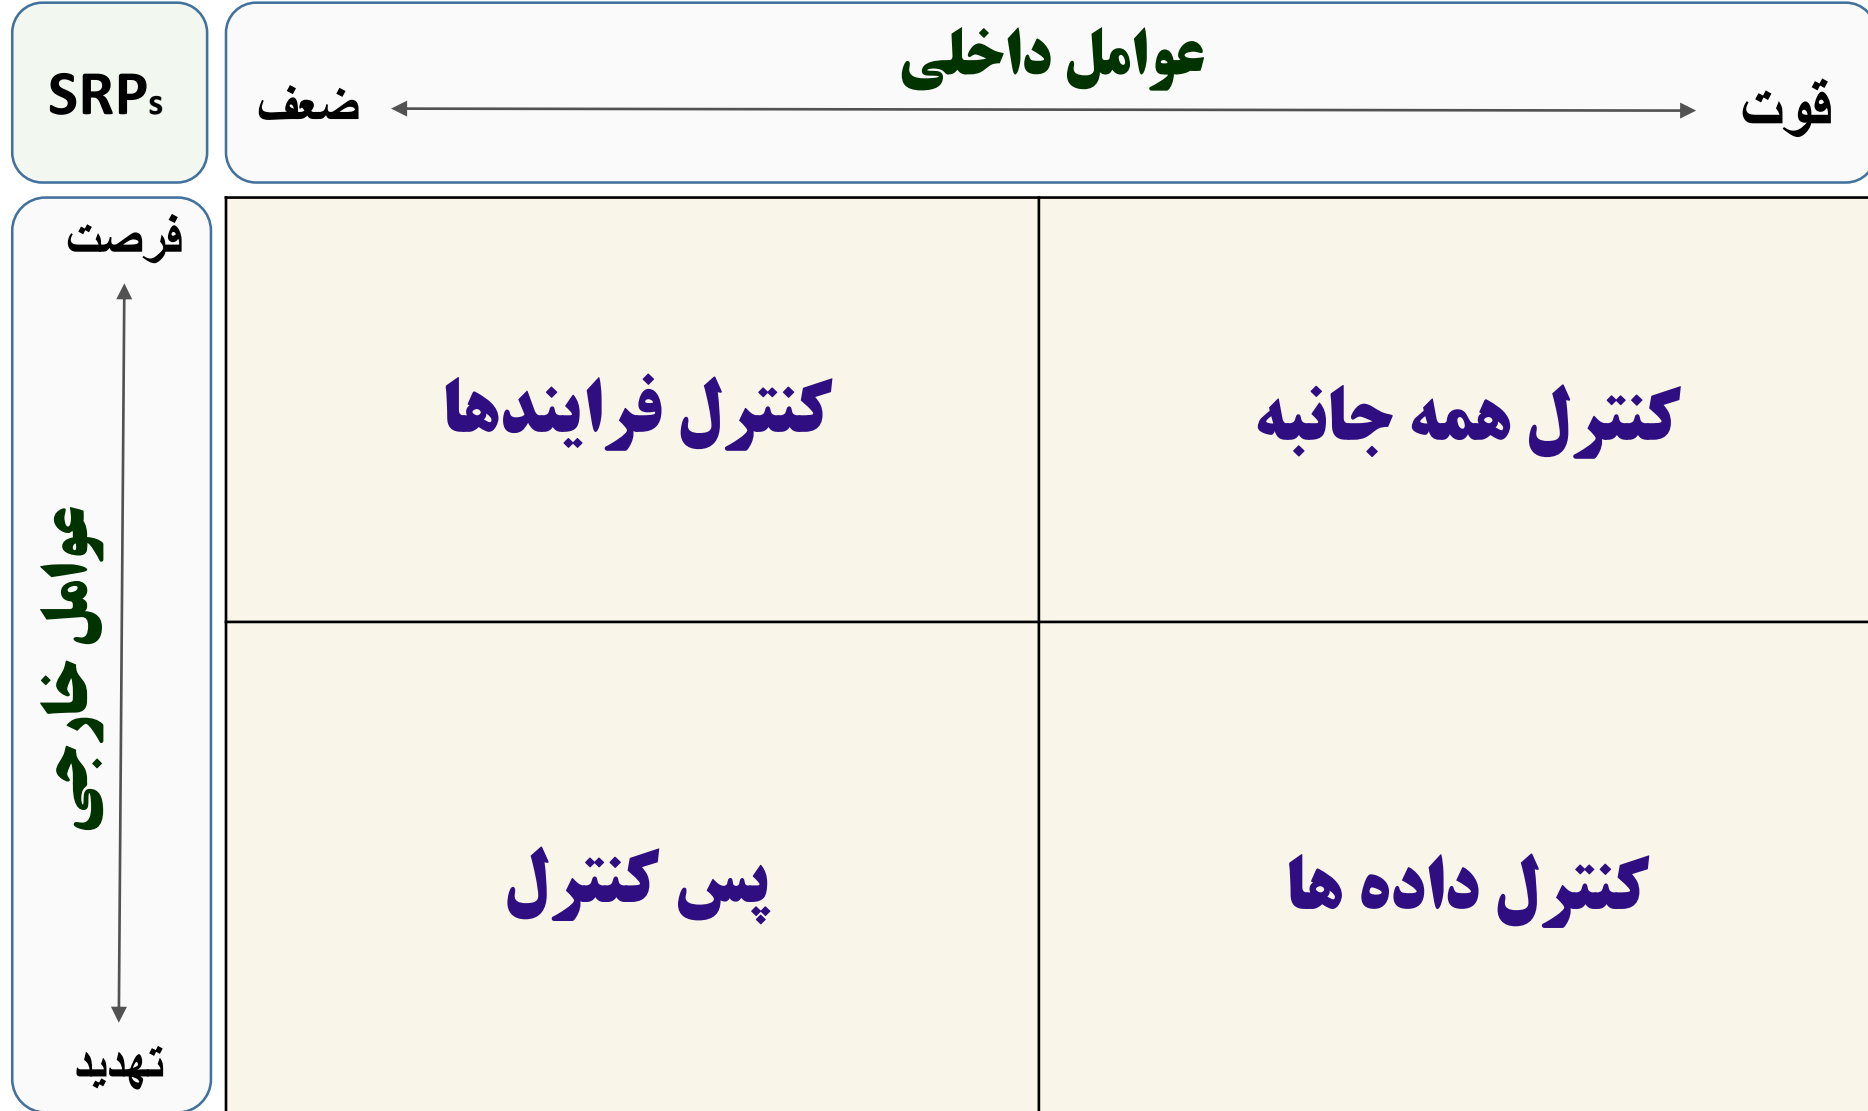 SRPs
عوامل داخلی
قوت
ضعف
فرصت
عوامل خارجی
تهدید
کنترل همه جانبه
کنترل فرایندها
کنترل داده ها
پس کنترل